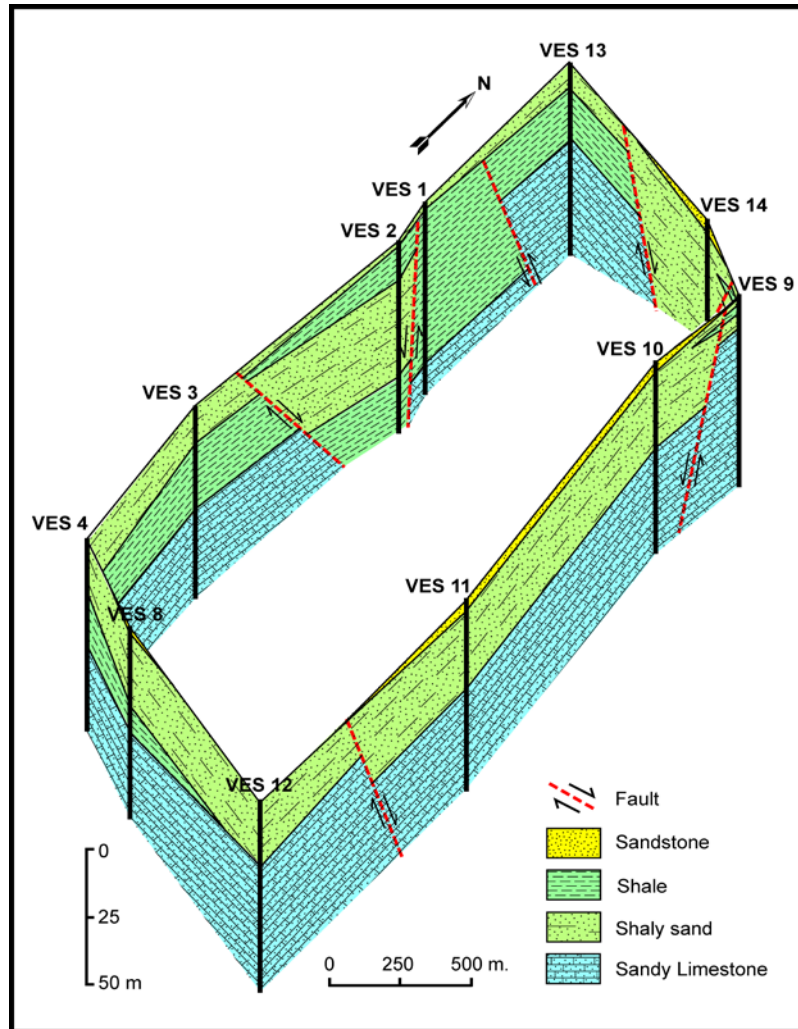 VES 13
N
VES 1
VES 14
VES 2
VES 9
VES 10
VES 3
VES 4
VES 11
VES 8
VES 12
Fault
Sandstone
Shale
Shaly sand
Sandy Limestone
0
25
50 m
0 250 500 m.